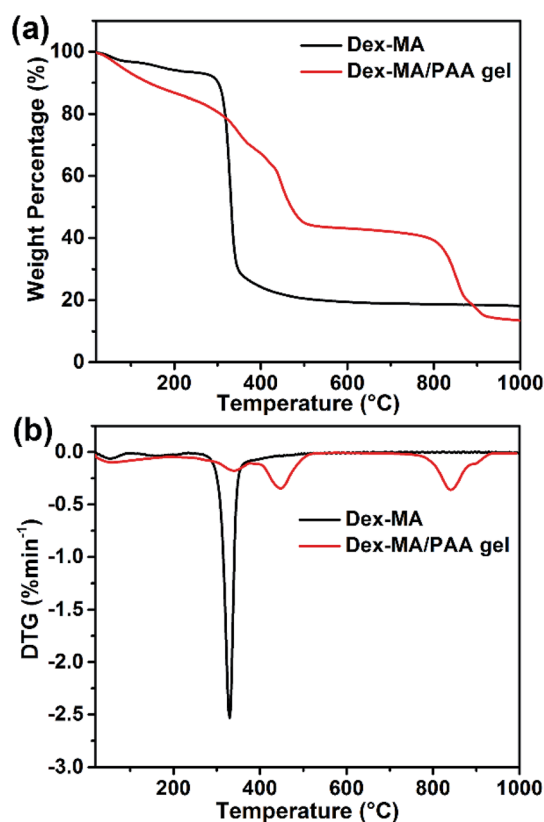 (a)
Dex-MA
Dex-MA/PAA gel
Weight Percentage (%)
100
80
60
40
20
0
200 400 600 800 1000
Temperature (°C)
(b)
0.0
-0.5
-1.0
-1.5
-2.0
-2.5
-3.0
Dex-MA
Dex-MA/PAA gel
DTG (%min⁻¹)
200 400 600 800 1000
Temperature (°C)